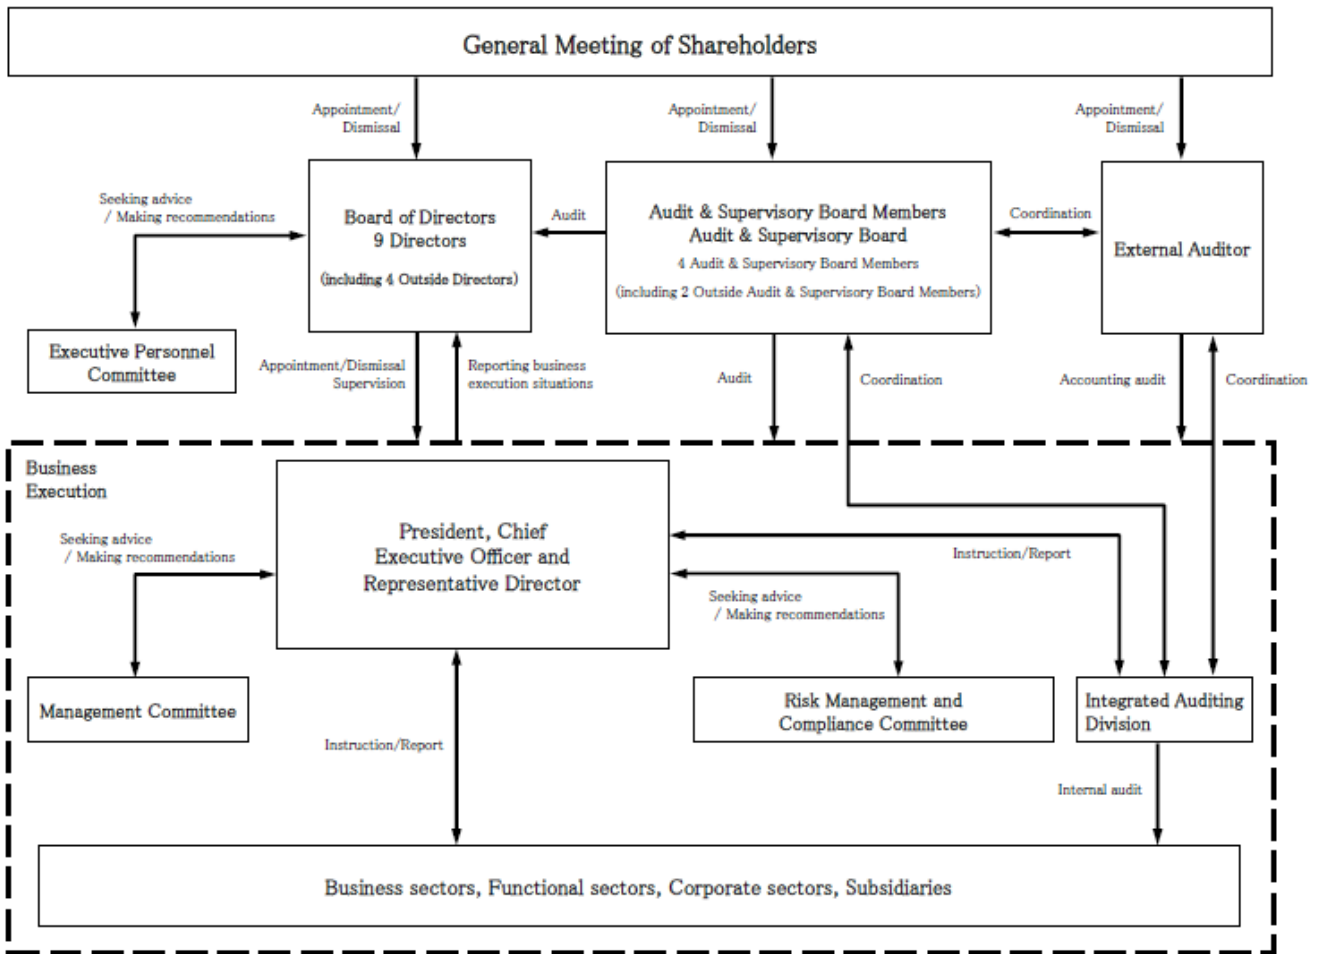 General Meeting of Shareholders
Appointment/
Dismissal
Appointment/
Dismissal
Appointment/
Dismissal
Seeking advice
/ Making recommendations
Board of Directors
9 Directors
(including 4 Outside Directors)
Audit
Audit & Supervisory Board Members
Audit & Supervisory Board
4 Audit & Supervisory Board Members
(including 2 Outside Audit & Supervisory Board Members)
Coordination
External Auditor
Executive Personnel
Committee
Appointment/Dismissal
Supervision
Reporting business
execution situations
Audit
Coordination
Accounting audit
Coordination
Business
Execution
President, Chief
Executive Officer and
Representative Director
Seeking advice
/ Making recommendations
Instruction/Report
Seeking advice
/ Making recommendations
Management Committee
Risk Management and
Compliance Committee
Integrated Auditing
Division
Instruction/Report
Internal audit
Business sectors, Functional sectors, Corporate sectors, Subsidiaries